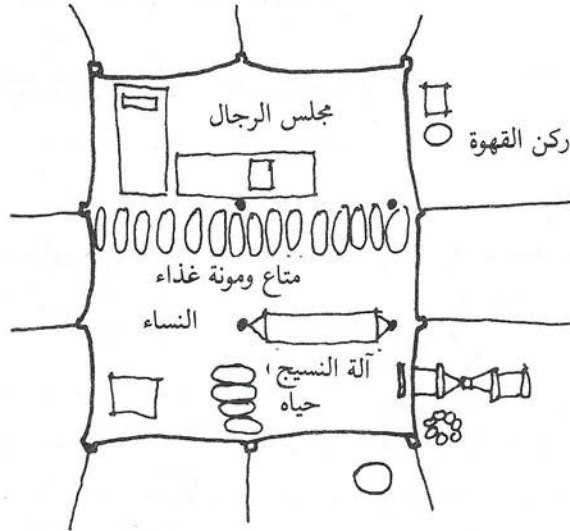 مجلس الرجال
ركن القهوة
متاع ومونة غذاء
النساء
آلة النسيج ،
حياه